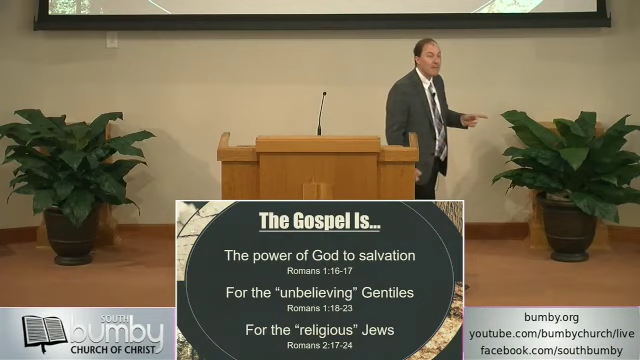 The Gospel Is...
The power of God to salvation
Romans 1:16-17
For the “unbelieving” Gentiles
Romans 1:18-23
For the “religious” Jews
Romans 2:17-24
SOUTH
bumby
CHURCH OF CHRIST
bumby.org
youtube.com/bumbychurch/live
facebook.com/southbumby